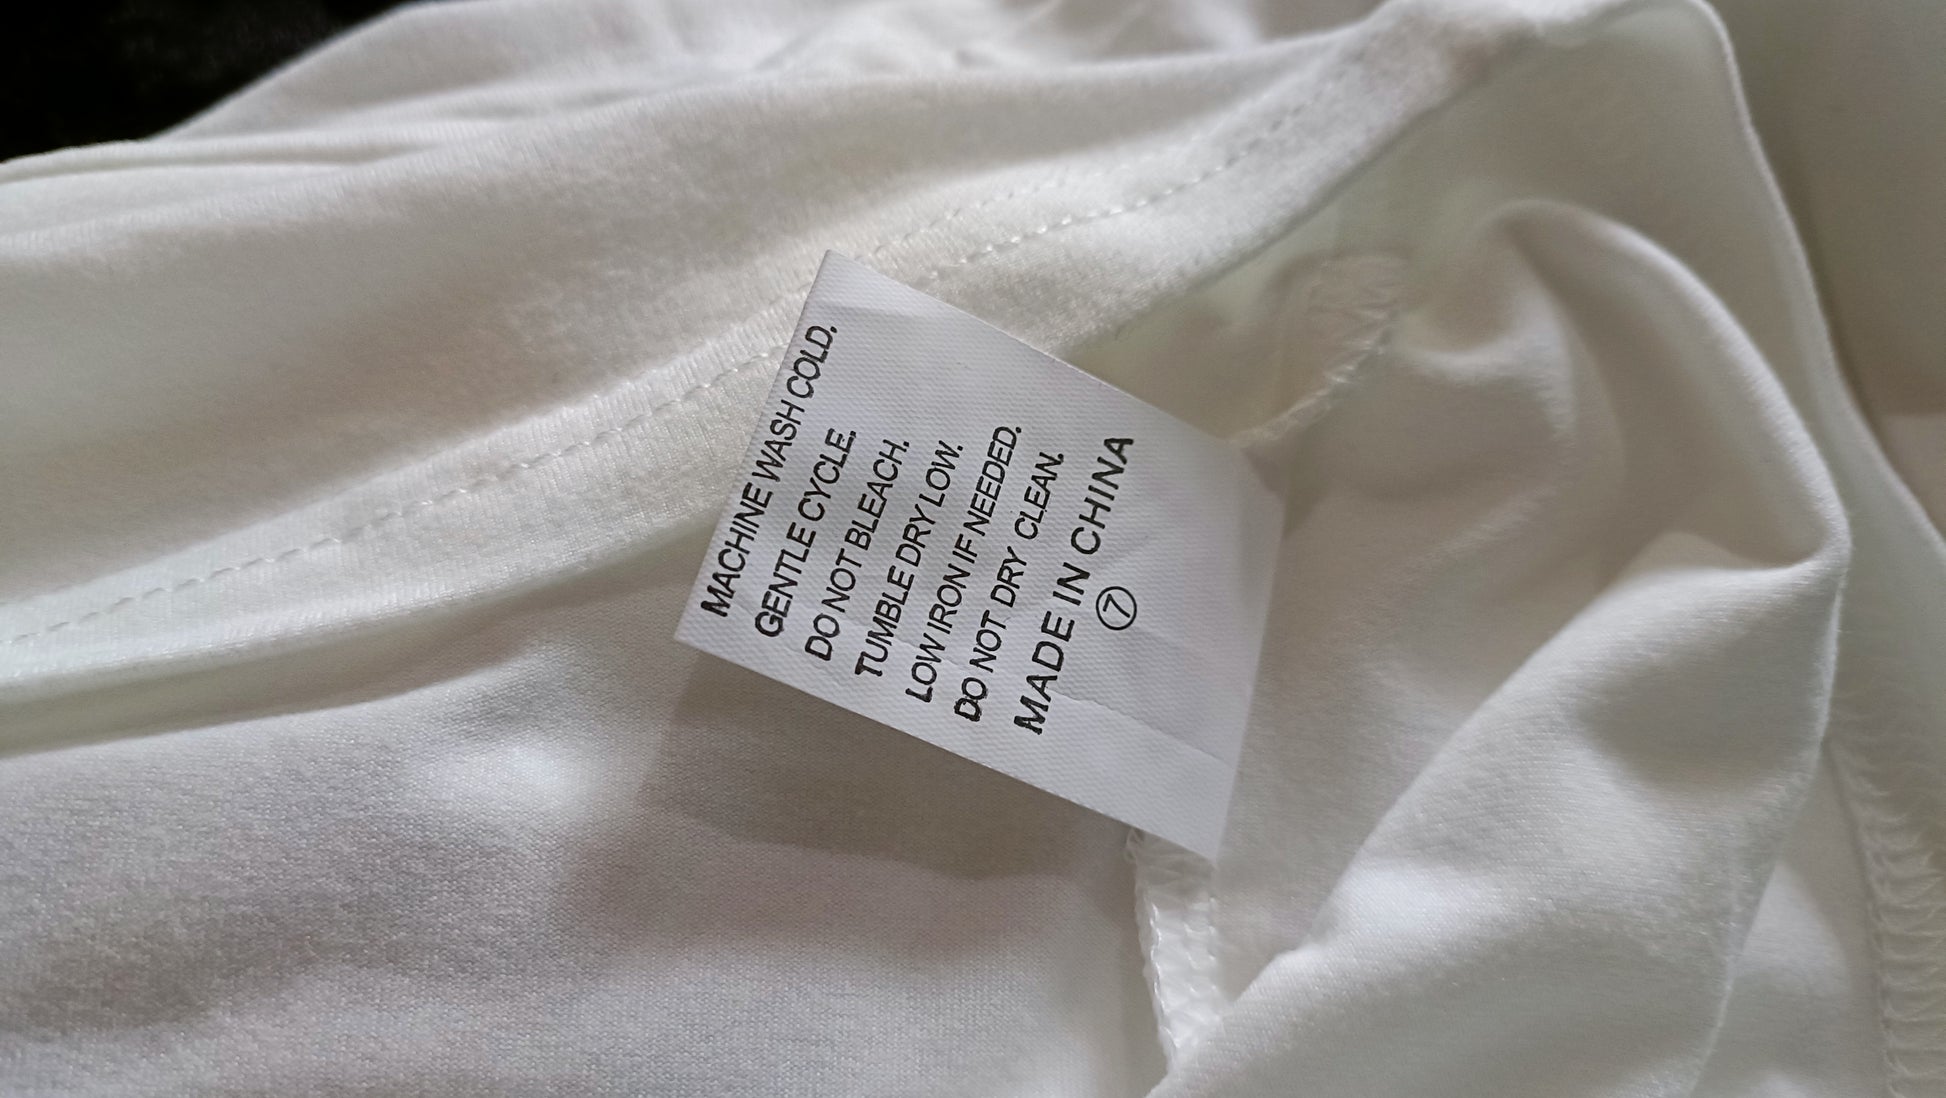 MACHINE WASH COLD,
GENTLE CYCLE.
DO NOT BLEACH.
TUMBLE DRY LOW.
LOW IRON IF NEEDED.
DO NOT DRY CLEAN.
MADE IN CHINA
⑦